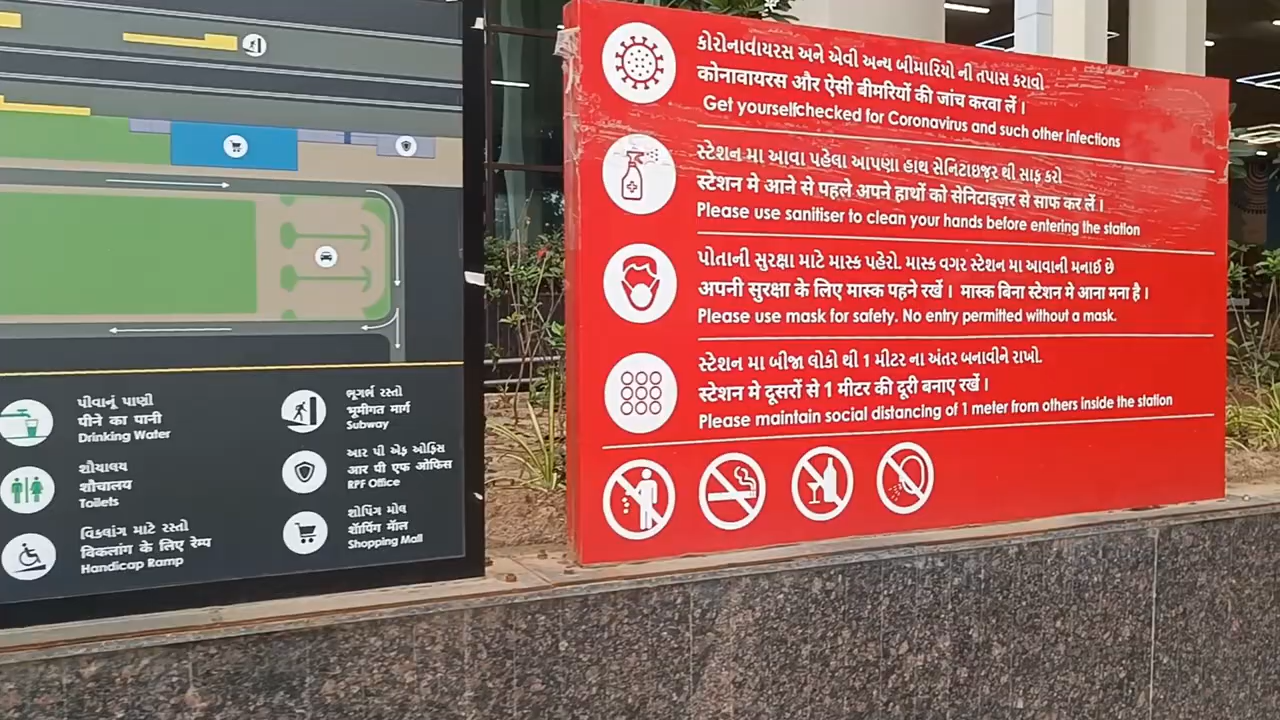 પીવાનું પાણી
पीने का पानी
Drinking Water
શૌચાલય
शौचालय
Toilets
વિકલાંગ માટે રસ્તો
विकलांग के लिए रेम्प
Handicap Ramp
ભૂગર્ભ રસ્તો
भूमीगत मार्ग
Subway
આર પી એફ ઓફિસ
आर पी एफ ओफिस
RPF Office
શોપિંગ મોલ
शॉपिंग मॅाल
Shopping Mall
કોરોનાવાયરસ અને એવી અન્ય બીમારિયો ની તપાસ કરાવો
कोनावायरस और ऐसी बीमरियों की जांच करवा लें ।
Get yourselfchecked for Coronavirus and such other Infections
સ્ટેશન મા આવા પહેલા આપણા હાથ સેનિટાઇજ઼ર થી સાફ કરો
स्टेशन मे आने से पहले अपने हाथों को सेनिटाइज़र से साफ कर लें ।
Please use sanitiser to clean your hands before entering the station
પોતાની સુરક્ષા માટે માસ્ક પહેરો. માસ્ક વગર સ્ટેશન મા આવાની મનાઈ છે
अपनी सुरक्षा के लिए मास्क पहने रखें । मास्क बिना स्टेशन मे आना मना है ।
Please use mask for safety. No entry permitted without a mask.
સ્ટેશન મા બીજા લોકો થી 1 મીટર ના અંતર બનાવીને રાખો.
स्टेशन मे दूसरों से 1 मीटर की दूरी बनाए रखें ।
Please maintain social distancing of 1 meter from others inside the station